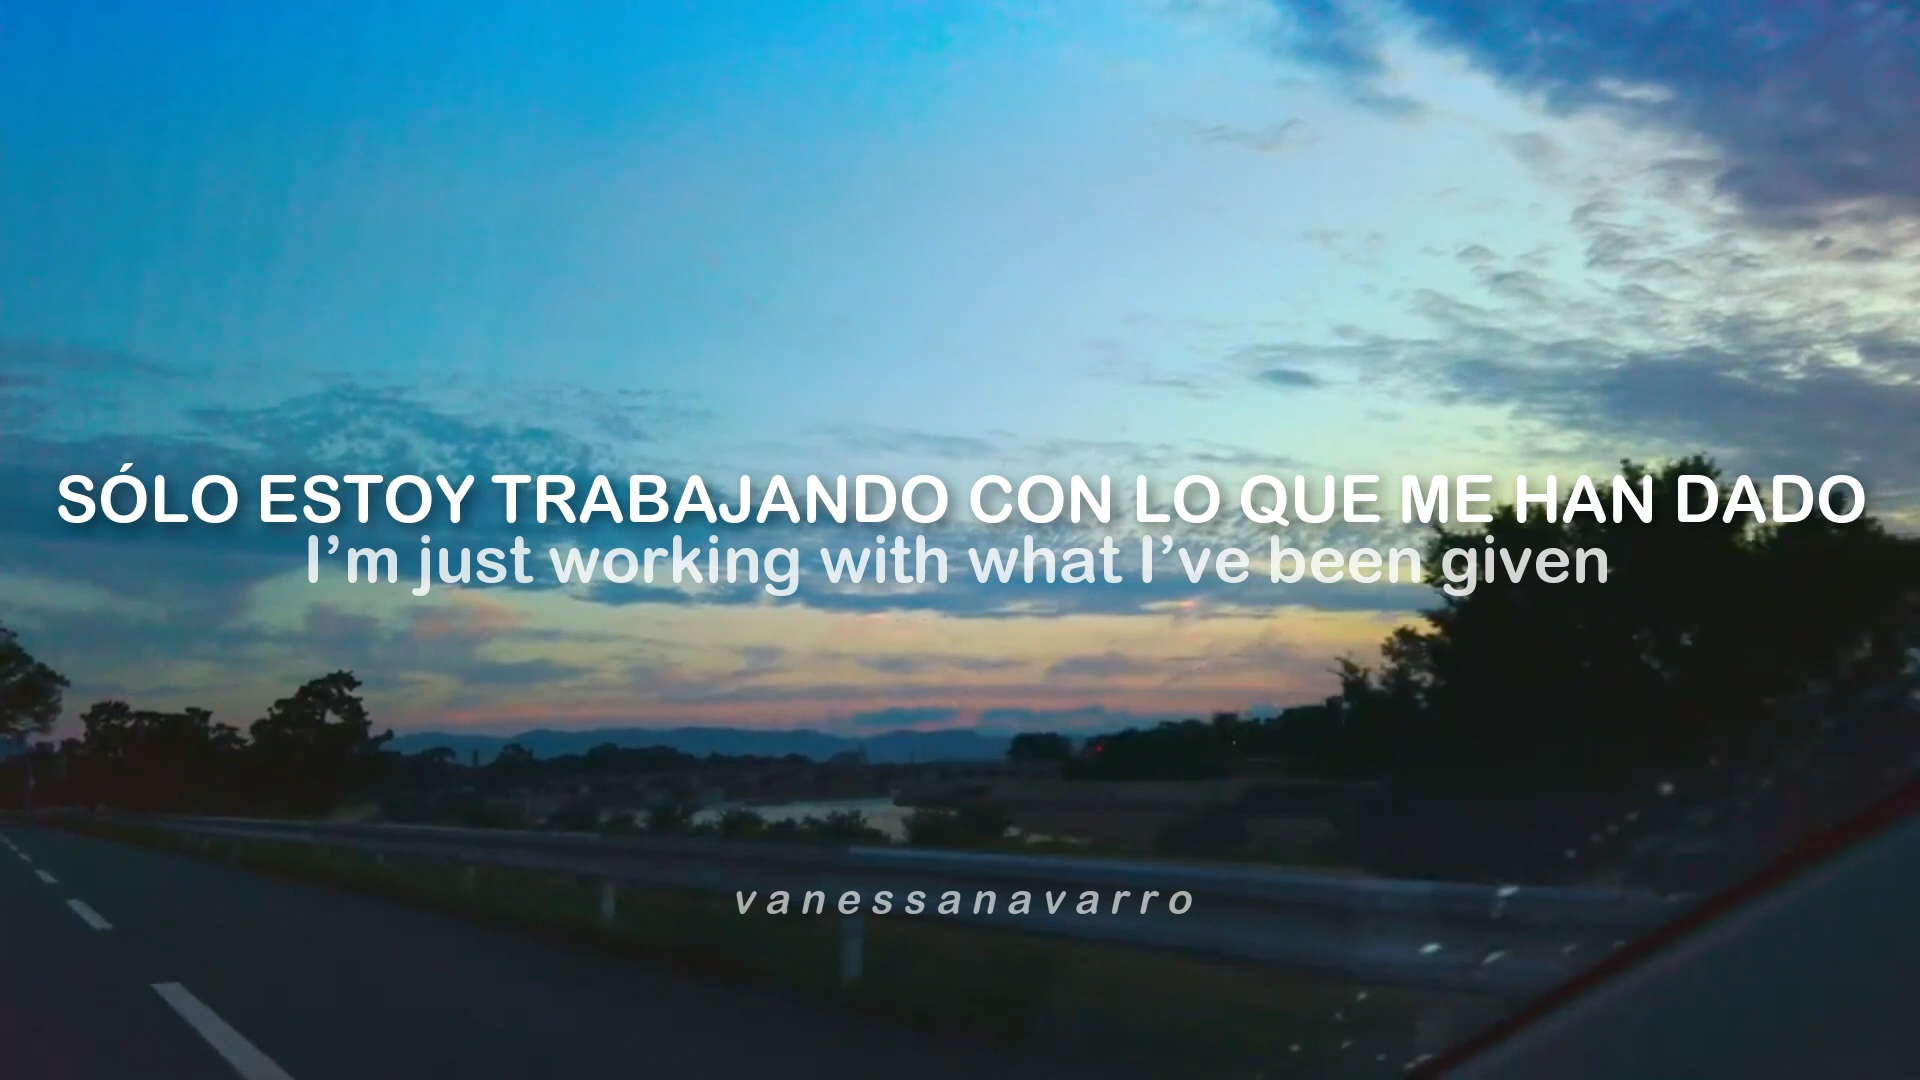 SÓLO ESTOY TRABAJANDO CON LO QUE ME HAN DADO
I’m just working with what I’ve been given
vanessanavarro